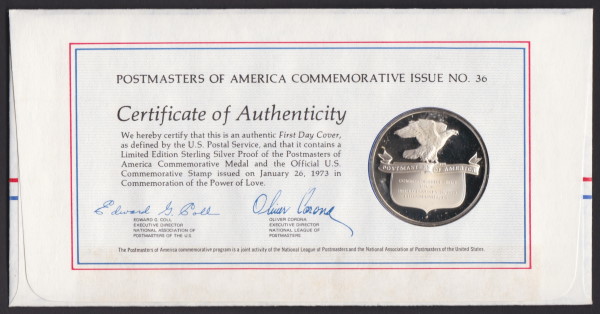 POSTMASTERS OF AMERICA COMMEMORATIVE ISSUE NO. 36
Certificate of Authenticity
We hereby certify that this is an authentic First Day Cover,
as defined by the U.S. Postal Service, and that it contains a
Limited Edition Sterling Silver Proof of the Postmasters of
America Commemorative Medal and the Official U.S.
Commemorative Stamp issued on January 26, 1973 in
Commemoration of the Power of Love.
Edward G Coll
EDWARD G. COLL
EXECUTIVE DIRECTOR
NATIONAL ASSOCIATION OF
POSTMASTERS OF THE U.S.
Oliver Corona
OLIVER CORONA
EXECUTIVE DIRECTOR
NATIONAL LEAGUE OF
POSTMASTERS
POSTMASTERS OF AMERICA
The Postmasters of America commemorative program is a joint activity of the National League of Postmasters and the National Association of Postmasters of the United States.